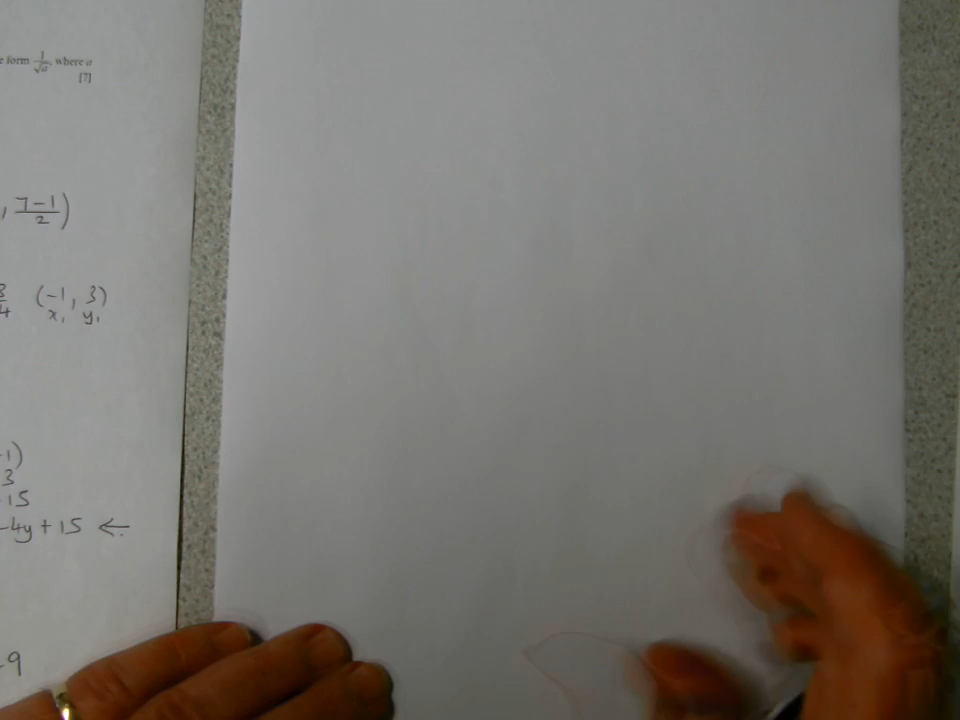 e form 1/√a, where a
[7]
, 7-1/2)
3/4 (-1, 3)
x₁ y₁
-1)
3
15
-4y + 15 ←
-9